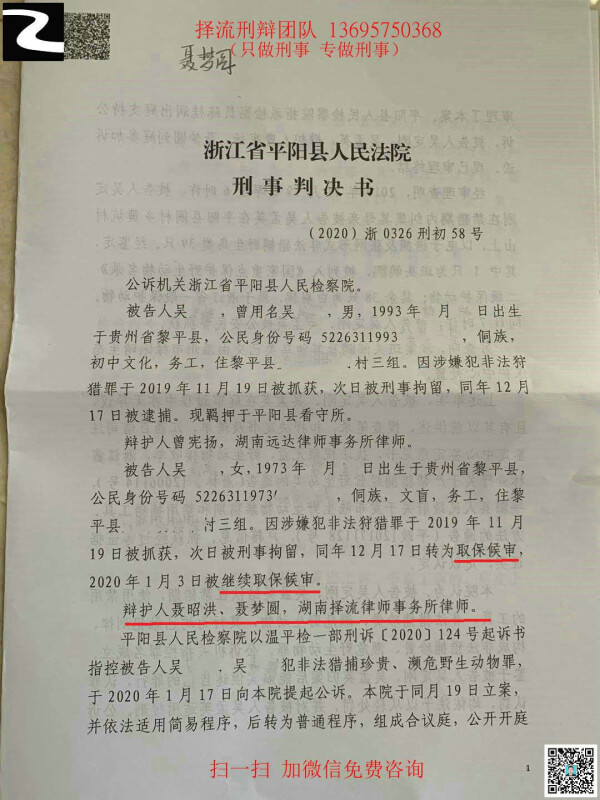 择流刑辩团队 13695750368
（只做刑事 专做刑事）
聂梦圆
浙江省平阳县人民法院
刑事判决书
（2020）浙 0326 刑初 58 号
公诉机关浙江省平阳县人民检察院。
被告人吴 ，曾用名吴 ，男，1993 年 月 日出生
于贵州省黎平县，公民身份号码 5226311993 ，侗族，
初中文化，务工，住黎平县 村三组。因涉嫌犯非法狩
猎罪于 2019 年 11 月 19 日被抓获，次日被刑事拘留，同年 12 月
17 日被逮捕。现羁押于平阳县看守所。
辩护人曾宪扬，湖南远达律师事务所律师。
被告人吴 ，女，1973 年 月 日出生于贵州省黎平县，
公民身份号码 522631197 ，侗族，文盲，务工，住黎
平县 村三组。因涉嫌犯非法狩猎罪于 2019 年 11 月
19 日被抓获，次日被刑事拘留，同年 12 月 17 日转为取保候审，
2020 年 1 月 3 日被继续取保候审。
辩护人聂昭洪、聂梦圆，湖南择流律师事务所律师。
平阳县人民检察院以温平检一部刑诉〔2020〕124 号起诉书
指控被告人吴 、吴 犯非法猎捕珍贵、濒危野生动物罪，
于 2020 年 1 月 17 日向本院提起公诉。本院于同月 19 日立案，
并依法适用简易程序，后转为普通程序，组成合议庭，公开开庭
1
扫一扫 加微信免费咨询